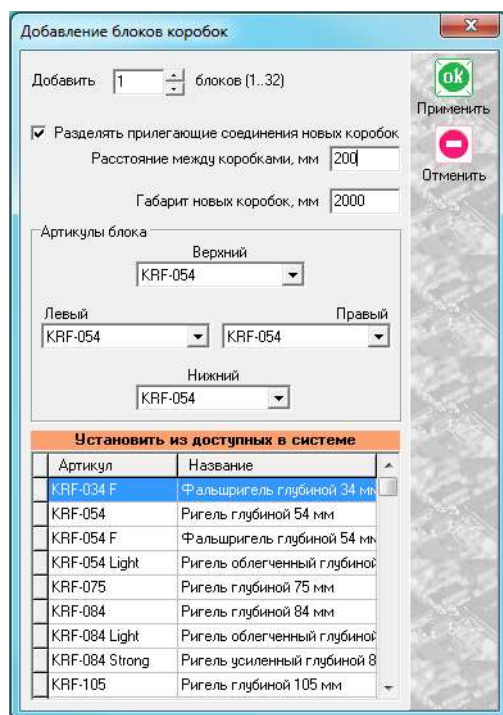 Добавление блоков коробок
Добавить 1 блоков (1..32)
Применить
Разделять прилегающие соединения новых коробок
Расстояние между коробками, мм 200
Отменить
Габарит новых коробок, мм 2000
Артикулы блока
Верхний
KRF-054
Левый Правый
KRF-054 KRF-054
Нижний
KRF-054
Установить из доступных в системе
Артикул Название
KRF-034 F Фальшригель глубиной 34 мм
KRF-054 Ригель глубиной 54 мм
KRF-054 F Фальшригель глубиной 54 мм
KRF-054 Light Ригель облегченный глубиной
KRF-075 Ригель глубиной 75 мм
KRF-084 Ригель глубиной 84 мм
KRF-084 Light Ригель облегченный глубиной
KRF-084 Strong Ригель усиленный глубиной 8
KRF-105 Ригель глубиной 105 мм
ok